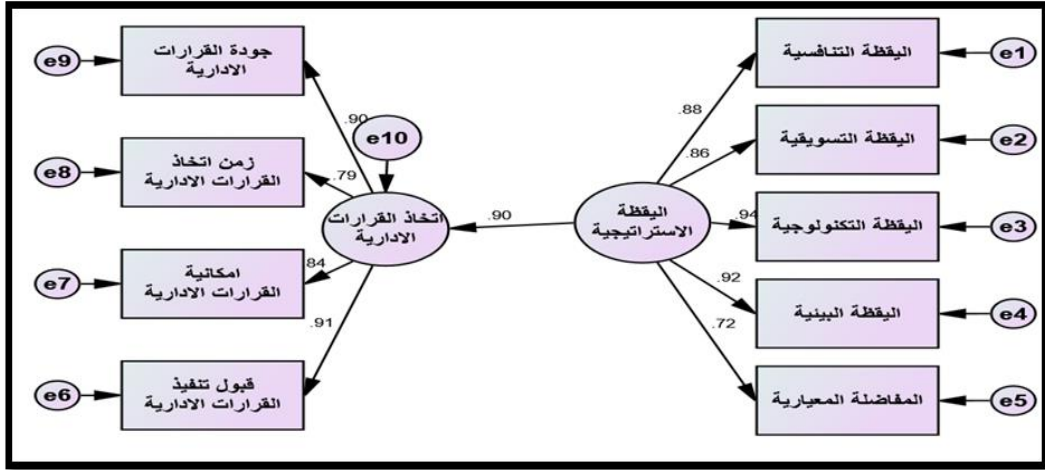 اليقظة التنافسية
e1
.88
اليقظة التسويقية
e2
.86
اليقظة التكنولوجية
e3
.94
اليقظة البيئية
e4
.92
المفاضلة المعيارية
e5
.72
اليقظة
الاستراتيجية
.90
اتخاذ القرارات
الادارية
e10
جودة القرارات
الادارية
e9
.90
زمن اتخاذ
القرارات الادارية
e8
.79
امكانية
القرارات الادارية
e7
.84
قبول تنفيذ
القرارات الادارية
e6
.91